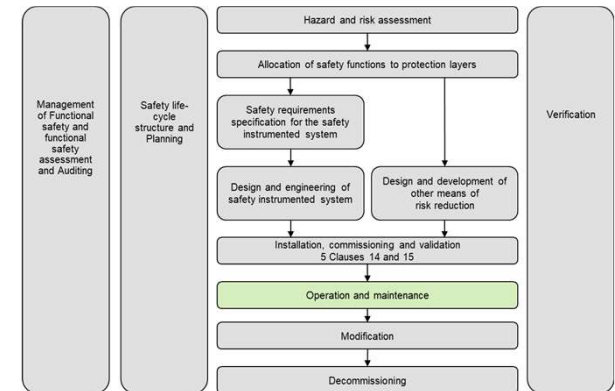 Management
of Functional
safety and
functional
safety
assessment
and Auditing
Safety life-
cycle
structure and
Planning
Hazard and risk assessment
Allocation of safety functions to protection layers
Safety requirements
specification for the safety
instrumented system
Design and engineering of
safety instrumented system
Design and development of
other means of
risk reduction
Installation, commissioning and validation
5 Clauses 14 and 15
Operation and maintenance
Modification
Decommissioning
Verification